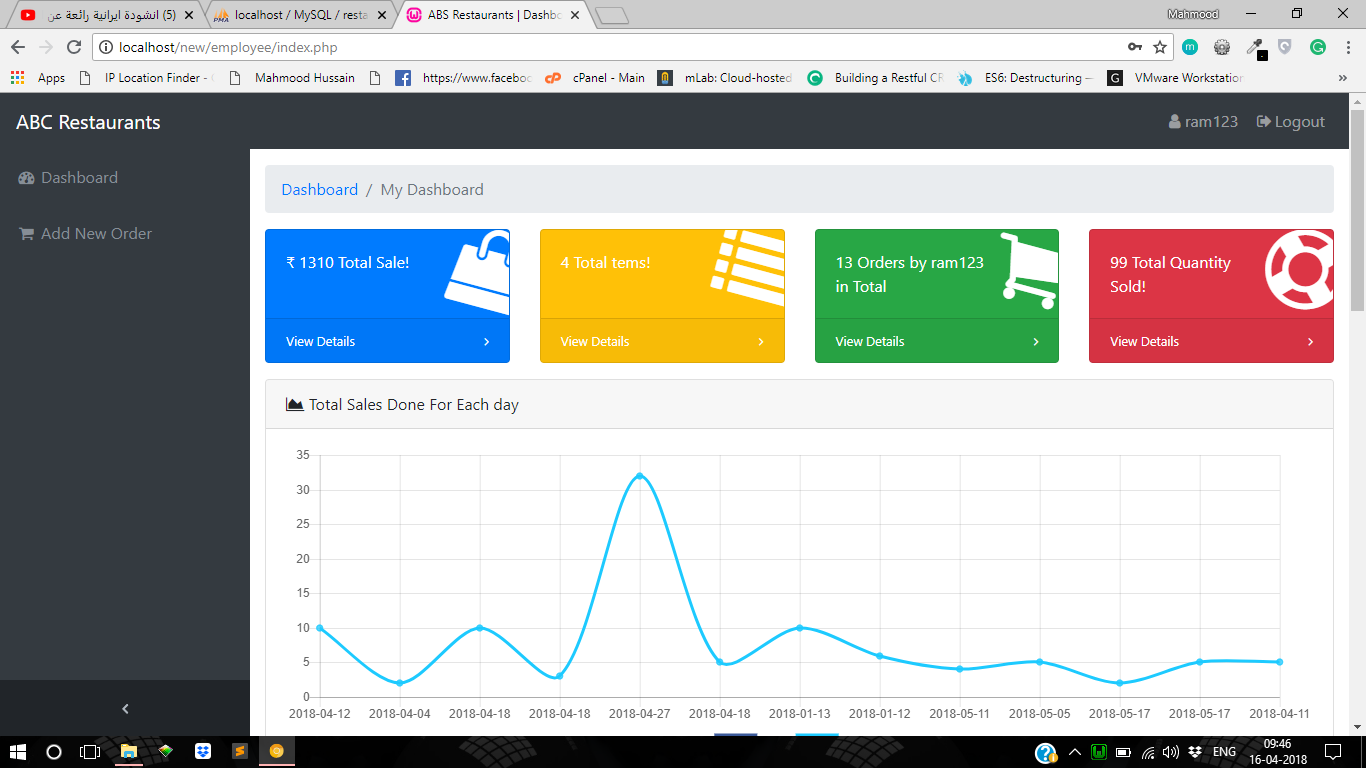 (5) انشودة ايرانية رائعة عن
localhost / MySQL / resta
ABS Restaurants | Dashbo
Mahmood
localhost/new/employee/index.php
Apps
IP Location Finder -
Mahmood Hussain
https://www.faceboc
cPanel - Main
mLab: Cloud-hosted
Building a Restful CR
ES6: Destructuring –
VMware Workstation
»
ABC Restaurants
ram123
Logout
Dashboard
Add New Order
Dashboard / My Dashboard
₹ 1310 Total Sale!
View Details
4 Total tems!
View Details
13 Orders by ram123
in Total
View Details
99 Total Quantity
Sold!
View Details
Total Sales Done For Each day
35
30
25
20
15
10
5
0
2018-04-12 2018-04-04 2018-04-18 2018-04-18 2018-04-27 2018-04-18 2018-01-13 2018-01-12 2018-05-11 2018-05-05 2018-05-17 2018-05-17 2018-04-11
ENG
09:46
16-04-2018